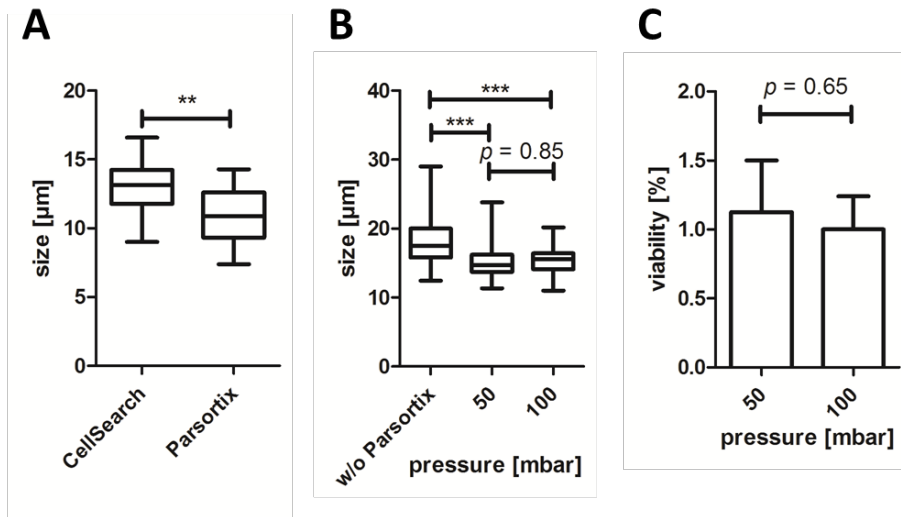 A
size [µm]
20
15
10
5
0
**
CellSearch
Parsortix
B
size [µm]
40
30
20
10
0
***
***
p = 0.85
w/o Parsortix
50
100
pressure [mbar]
C
viability [%]
2.0
1.5
1.0
0.5
0.0
p = 0.65
50
100
pressure [mbar]